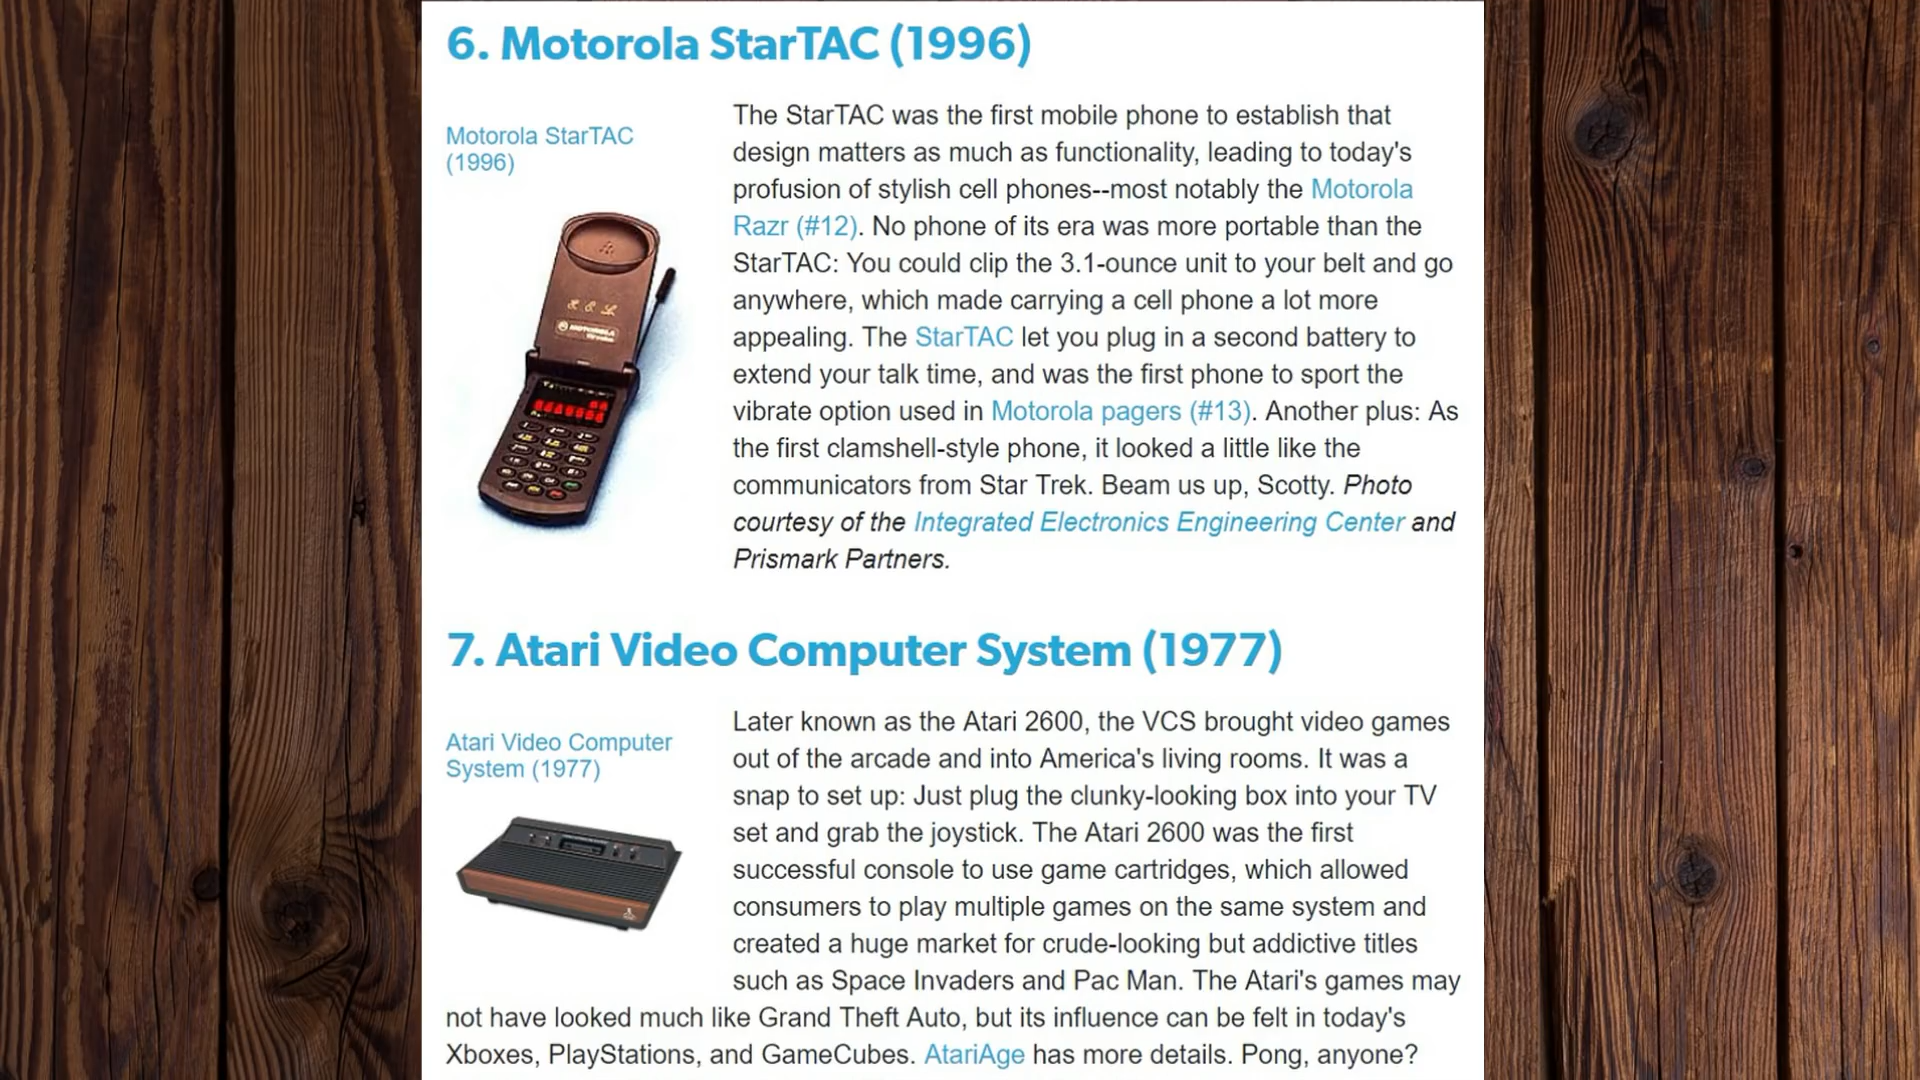 6. Motorola StarTAC (1996)
Motorola StarTAC
(1996)
The StarTAC was the first mobile phone to establish that
design matters as much as functionality, leading to today's
profusion of stylish cell phones--most notably the Motorola
Razr (#12). No phone of its era was more portable than the
StarTAC: You could clip the 3.1-ounce unit to your belt and go
anywhere, which made carrying a cell phone a lot more
appealing. The StarTAC let you plug in a second battery to
extend your talk time, and was the first phone to sport the
vibrate option used in Motorola pagers (#13). Another plus: As
the first clamshell-style phone, it looked a little like the
communicators from Star Trek. Beam us up, Scotty. Photo
courtesy of the Integrated Electronics Engineering Center and
Prismark Partners.
MOTOROLA
7. Atari Video Computer System (1977)
Atari Video Computer
System (1977)
Later known as the Atari 2600, the VCS brought video games
out of the arcade and into America's living rooms. It was a
snap to set up: Just plug the clunky-looking box into your TV
set and grab the joystick. The Atari 2600 was the first
successful console to use game cartridges, which allowed
consumers to play multiple games on the same system and
created a huge market for crude-looking but addictive titles
such as Space Invaders and Pac Man. The Atari's games may
not have looked much like Grand Theft Auto, but its influence can be felt in today's
Xboxes, PlayStations, and GameCubes. AtariAge has more details. Pong, anyone?